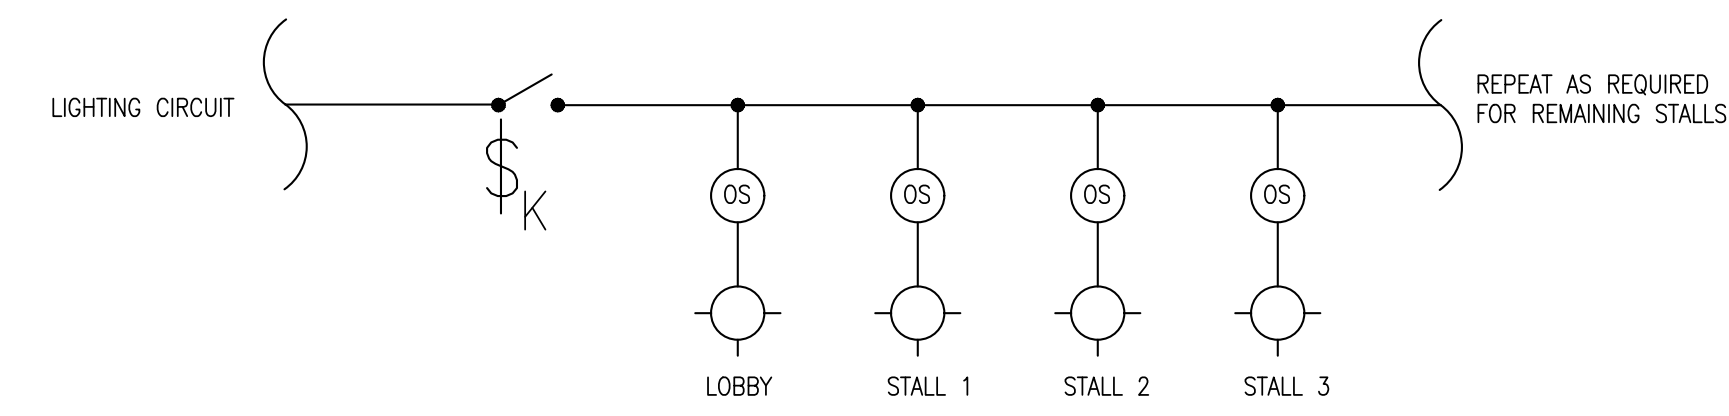 LIGHTING CIRCUIT
REPEAT AS REQUIRED
FOR REMAINING STALLS
$K
OS OS OS OS
LOBBY STALL 1 STALL 2 STALL 3